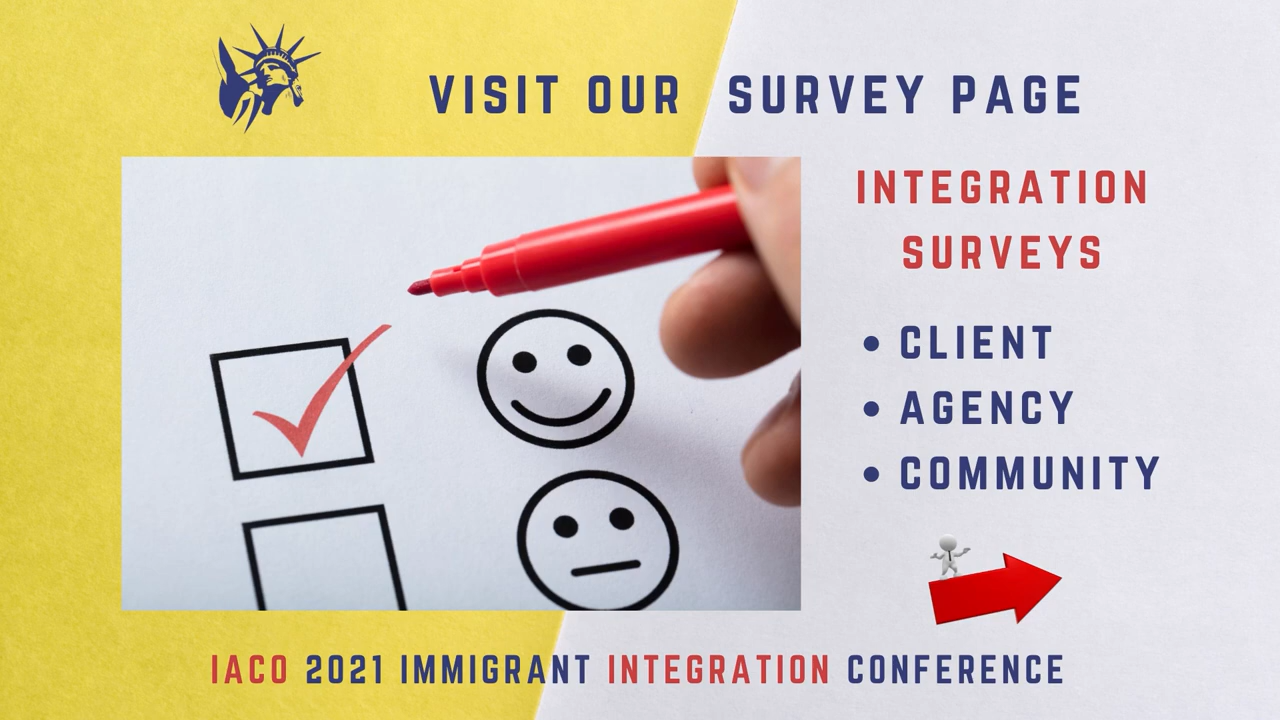 VISIT OUR SURVEY PAGE
INTEGRATION
SURVEYS
• CLIENT
• AGENCY
• COMMUNITY
IACO 2021 IMMIGRANT INTEGRATION CONFERENCE